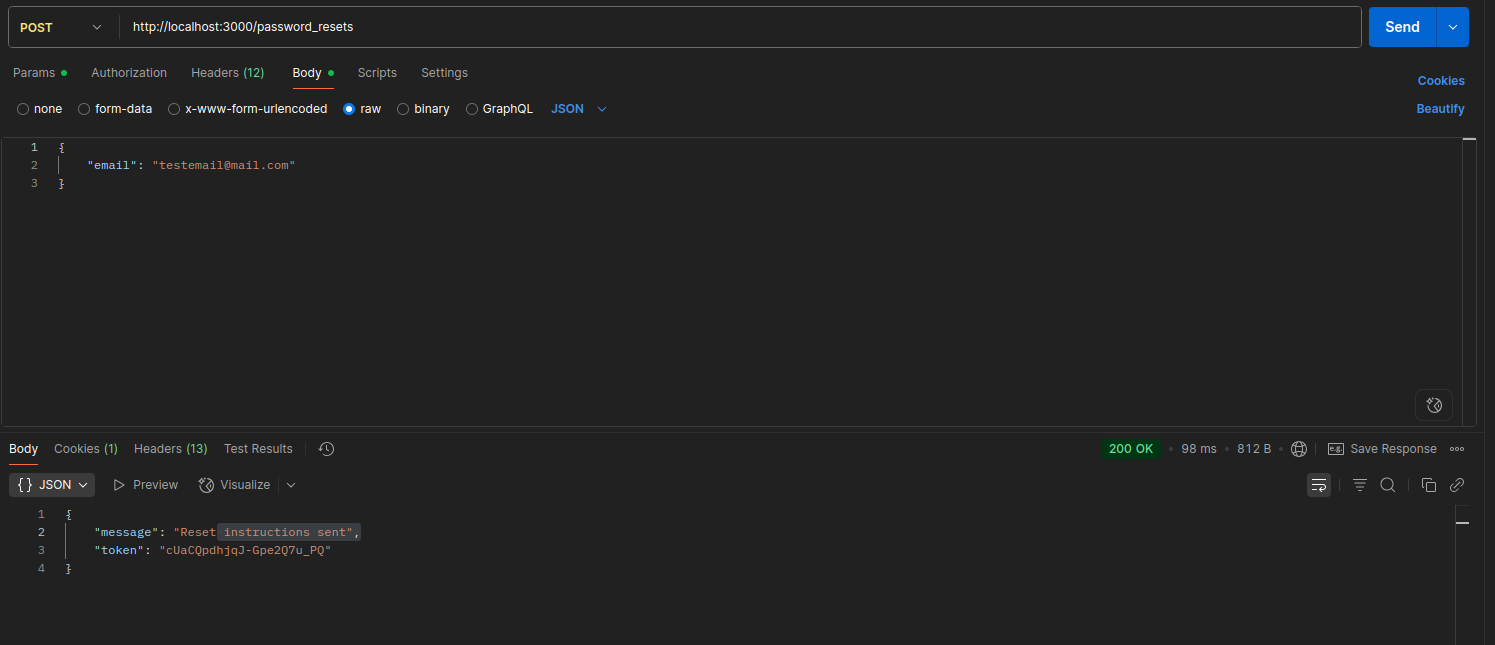 POST http://localhost:3000/password_resets Send
Params Authorization Headers (12) Body Scripts Settings Cookies
none form-data x-www-form-urlencoded raw binary GraphQL JSON Beautify
1 {
2 "email": "testemail@mail.com"
3 }
Body Cookies (1) Headers (13) Test Results 200 OK • 98 ms • 812 B • e.g. Save Response
{} JSON Preview Visualize
1 {
2 "message": "Reset instructions sent",
3 "token": "cUaCQpdhjqJ-Gpe2Q7u_PQ"
4 }